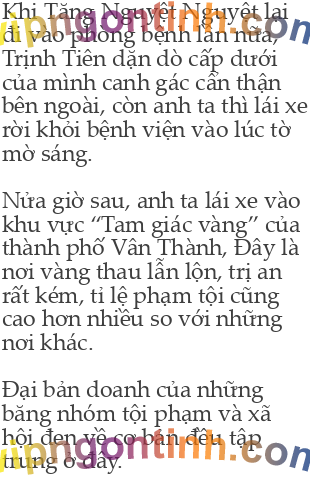 Khi Tăng Nguyệt Nguyệt lại
đi vào phòng bệnh lần nữa,
Trịnh Tiên dặn dò cấp dưới
của mình canh gác cẩn thận
bên ngoài, còn anh ta thì lái xe
rời khỏi bệnh viện vào lúc tờ
mờ sáng.
Nửa giờ sau, anh ta lái xe vào
khu vực “Tam giác vàng” của
thành phố Vân Thành, Đây là
nơi vàng thau lẫn lộn, trị an
rất kém, tỉ lệ phạm tội cũng
cao hơn nhiều so với những
nơi khác.
Đại bản doanh của những
băng nhóm tội phạm và xã
hội đen về cơ bản đều tập
trung ở đây.
vipngontinh.com
vipngontinh.com